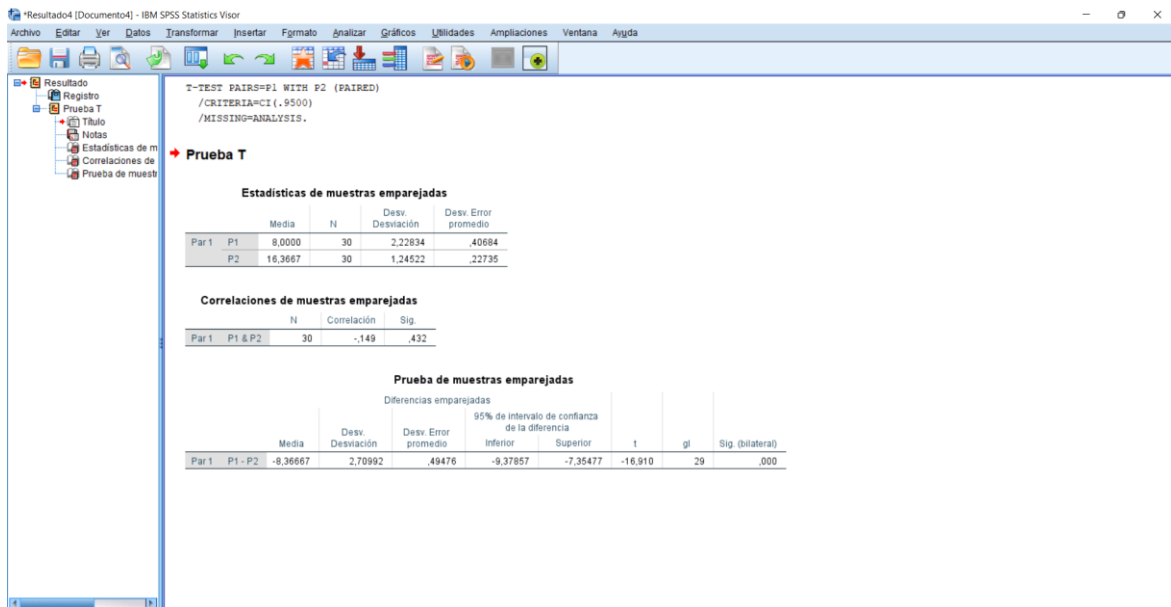 *Resultado4 [Documento4] - IBM SPSS Statistics Visor
Archivo Editar Ver Datos Transformar Insertar Formato Analizar Gráficos Utilidades Ampliaciones Ventana Ayuda
Resultado
Registro
Prueba T
Título
Notas
Estadísticas de m
Correlaciones de
Prueba de muestr
T-TEST PAIRS=P1 WITH P2 (PAIRED)
/CRITERIA=CI(.9500)
/MISSING=ANALYSIS.
Prueba T
Estadísticas de muestras emparejadas
Media N Desv. Desviación Desv. Error promedio
Par 1 P1 8,0000 30 2,22834 ,40684
P2 16,3667 30 1,24522 ,22735
Correlaciones de muestras emparejadas
N Correlación Sig.
Par 1 P1 & P2 30 -,149 ,432
Prueba de muestras emparejadas
Diferencias emparejadas
95% de intervalo de confianza de la diferencia
Media Desv. Desviación Desv. Error promedio Inferior Superior t gl Sig. (bilateral)
Par 1 P1 - P2 -8,36667 2,70992 ,49476 -9,37857 -7,35477 -16,910 29 ,000